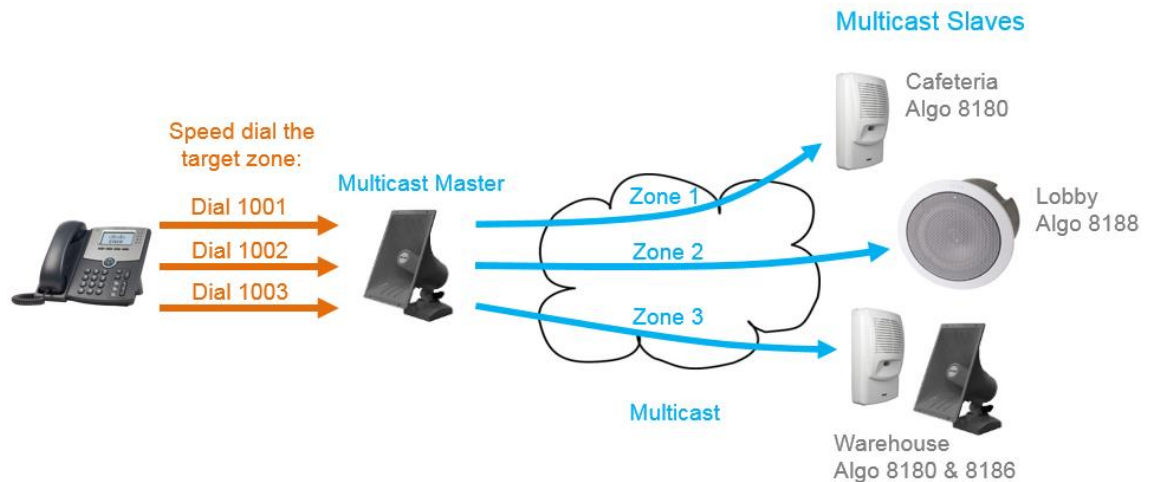 Multicast Slaves
Cafeteria
Algo 8180
Speed dial the
target zone:
Multicast Master
Dial 1001
Dial 1002
Dial 1003
Zone 1
Zone 2
Zone 3
Lobby
Algo 8188
Multicast
Warehouse
Algo 8180 & 8186